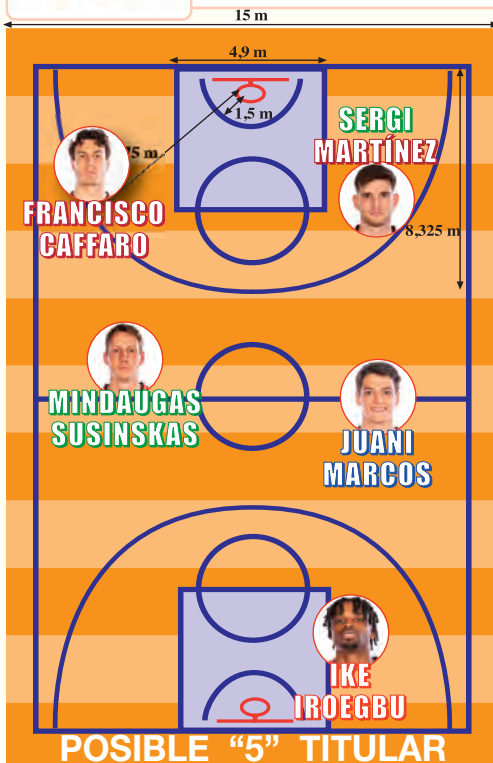 15 m
4,9 m
1,5 m
SERGI
MARTÍNEZ
75 m
FRANCISCO
CAFFARO
8,325 m
MINDAUGAS
SUSINSKAS
JUANI
MARCOS
IKE
IROEGBU
POSIBLE “5” TITULAR